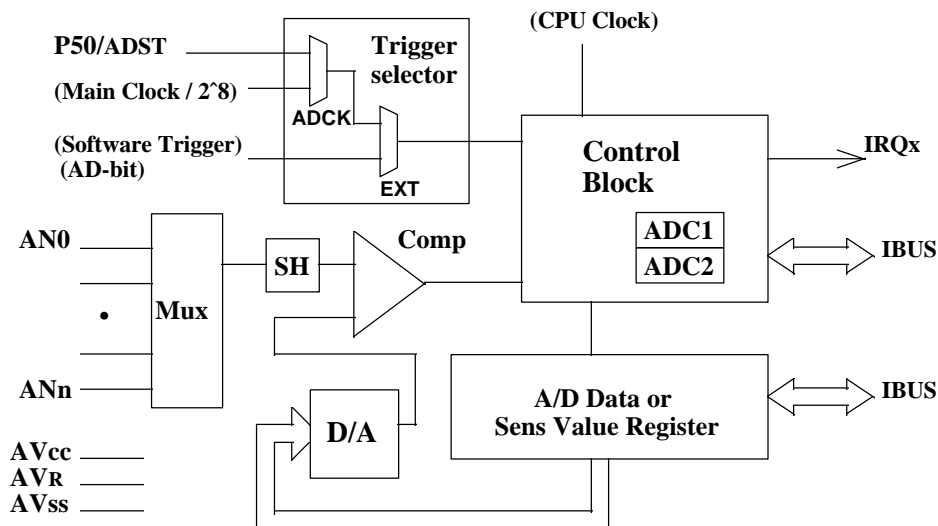 (CPU Clock)
P50/ADST
Trigger
selector
(Main Clock / 2^8)
ADCK
(Software Trigger)
(AD-bit)
EXT
Control
Block
IRQx
ADC1
ADC2
IBUS
AN0
SH
Comp
Mux
ANn
D/A
A/D Data or
Sens Value Register
IBUS
AVcc
AVR
AVss